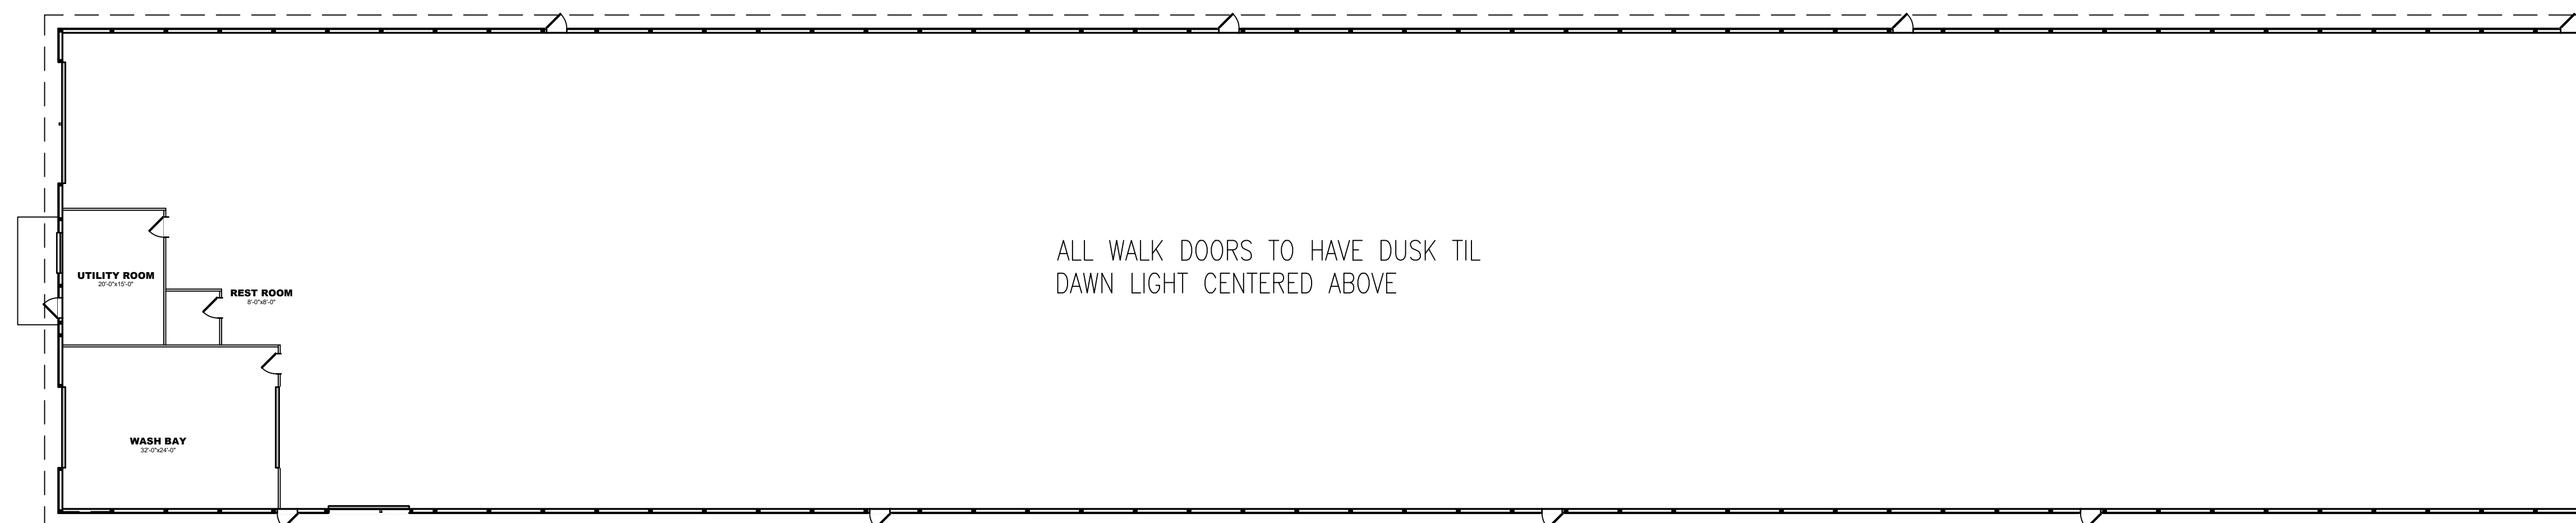 ALL WALK DOORS TO HAVE DUSK TIL
DAWN LIGHT CENTERED ABOVE
UTILITY ROOM
20'-0"x15'-0"
REST ROOM
8'-0"x8'-0"
WASH BAY
32'-0"x24'-0"